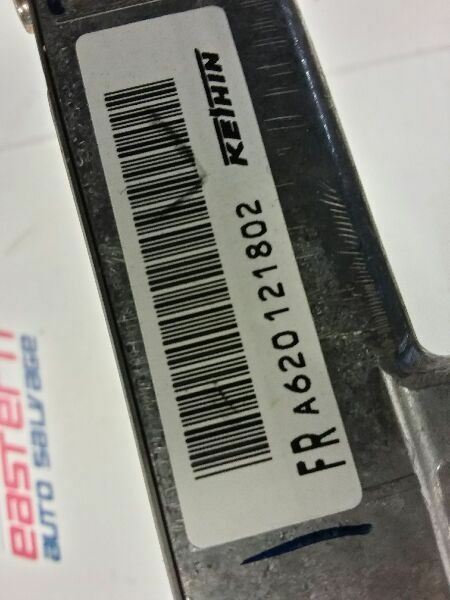 KEIHIN
FR A620121802
eastern
auto salvage